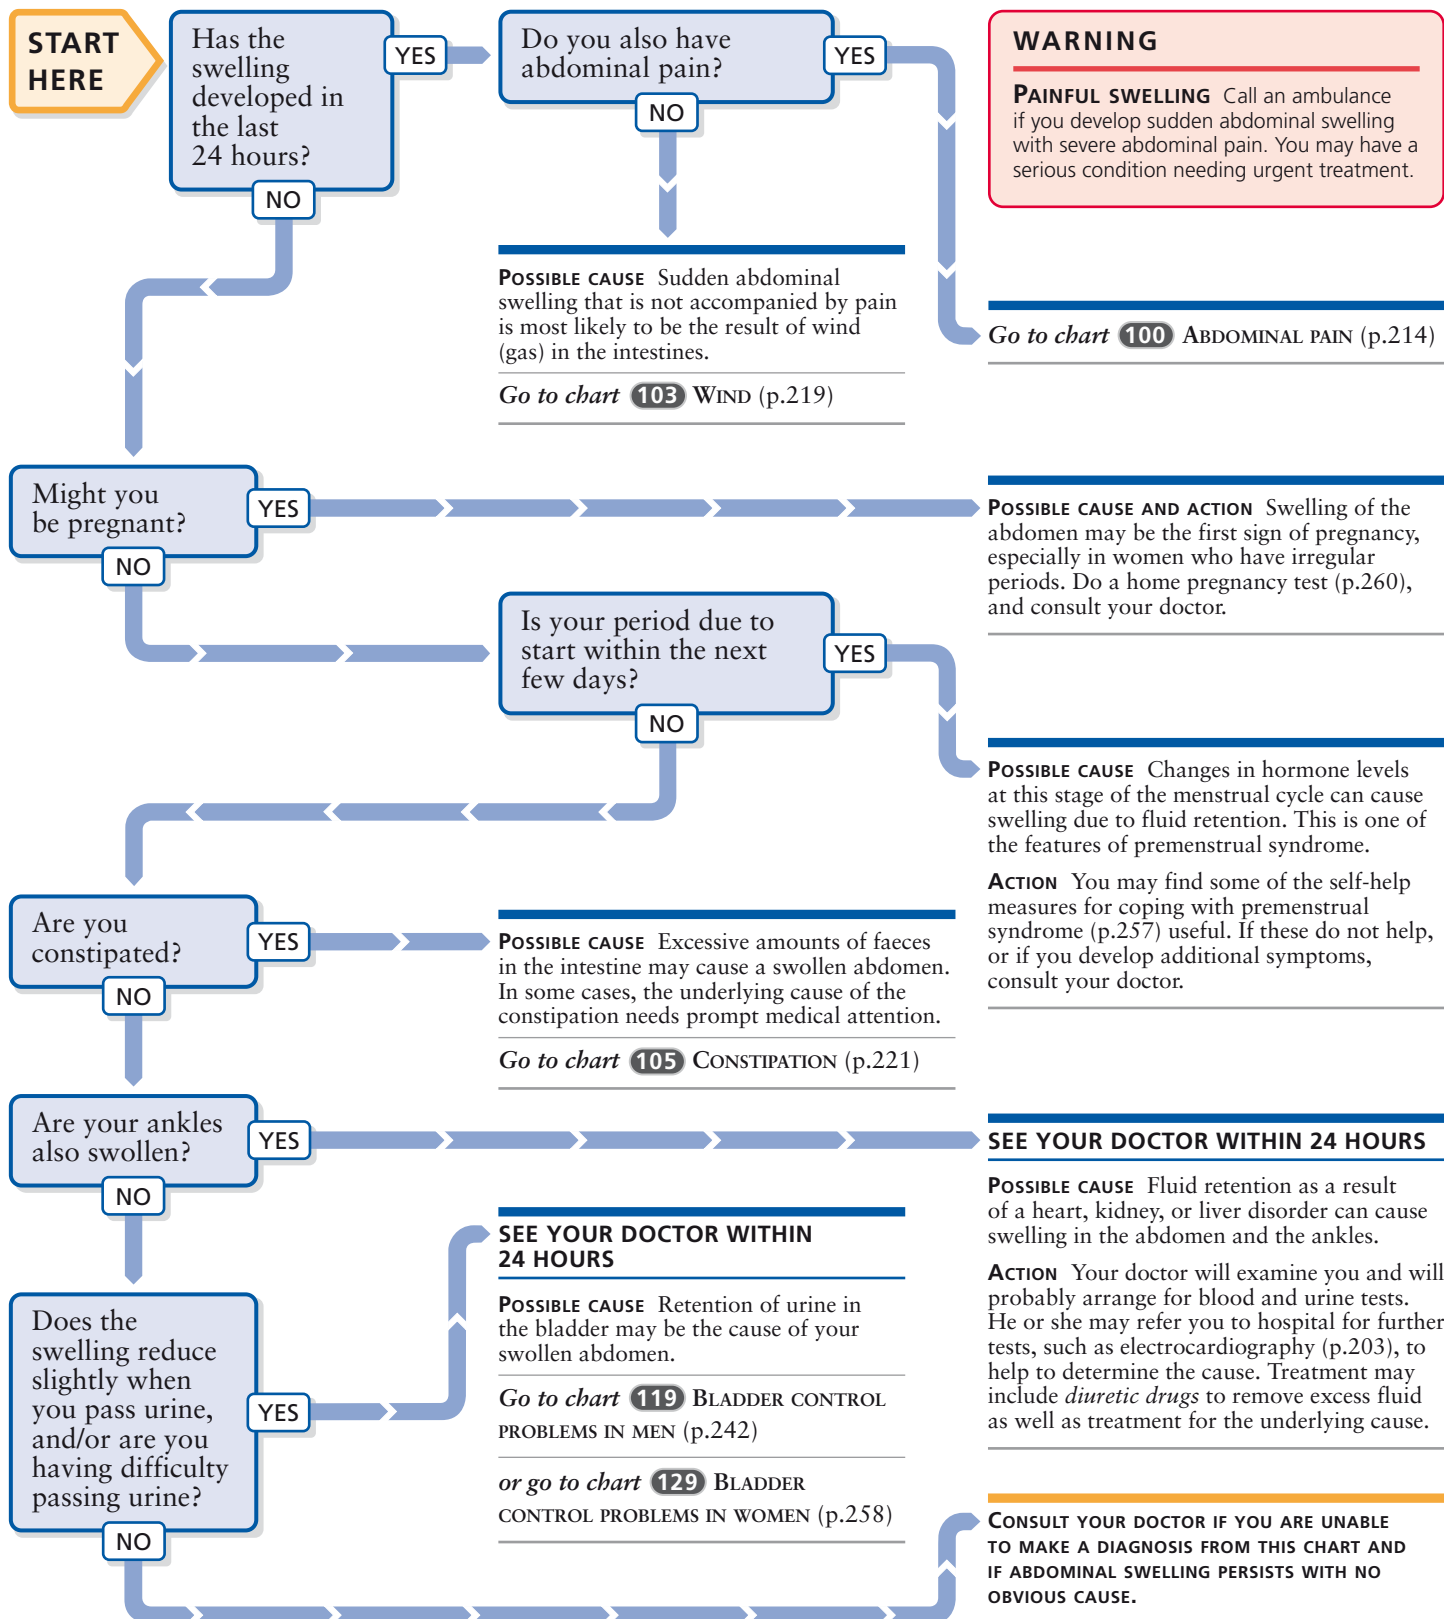 START
HERE
Has the
swelling
developed in
the last
24 hours?
YES
NO
Do you also have
abdominal pain?
YES
NO
WARNING
PAINFUL SWELLING Call an ambulance
if you develop sudden abdominal swelling
with severe abdominal pain. You may have a
serious condition needing urgent treatment.
POSSIBLE CAUSE Sudden abdominal
swelling that is not accompanied by pain
is most likely to be the result of wind
(gas) in the intestines.
Go to chart 103 WIND (p.219)
Go to chart 100 ABDOMINAL PAIN (p.214)
Might you
be pregnant?
YES
NO
POSSIBLE CAUSE AND ACTION Swelling of the
abdomen may be the first sign of pregnancy,
especially in women who have irregular
periods. Do a home pregnancy test (p.260),
and consult your doctor.
Is your period due to
start within the next
few days?
YES
NO
POSSIBLE CAUSE Changes in hormone levels
at this stage of the menstrual cycle can cause
swelling due to fluid retention. This is one of
the features of premenstrual syndrome.
ACTION You may find some of the self-help
measures for coping with premenstrual
syndrome (p.257) useful. If these do not help,
or if you develop additional symptoms,
consult your doctor.
Are you
constipated?
YES
NO
POSSIBLE CAUSE Excessive amounts of faeces
in the intestine may cause a swollen abdomen.
In some cases, the underlying cause of the
constipation needs prompt medical attention.
Go to chart 105 CONSTIPATION (p.221)
Are your ankles
also swollen?
YES
NO
SEE YOUR DOCTOR WITHIN 24 HOURS
POSSIBLE CAUSE Fluid retention as a result
of a heart, kidney, or liver disorder can cause
swelling in the abdomen and the ankles.
ACTION Your doctor will examine you and will
probably arrange for blood and urine tests.
He or she may refer you to hospital for further
tests, such as electrocardiography (p.203), to
help to determine the cause. Treatment may
include diuretic drugs to remove excess fluid
as well as treatment for the underlying cause.
Does the
swelling reduce
slightly when
you pass urine,
and/or are you
having difficulty
passing urine?
YES
NO
SEE YOUR DOCTOR WITHIN
24 HOURS
POSSIBLE CAUSE Retention of urine in
the bladder may be the cause of your
swollen abdomen.
Go to chart 119 BLADDER CONTROL
PROBLEMS IN MEN (p.242)
or go to chart 129 BLADDER
CONTROL PROBLEMS IN WOMEN (p.258)
CONSULT YOUR DOCTOR IF YOU ARE UNABLE
TO MAKE A DIAGNOSIS FROM THIS CHART AND
IF ABDOMINAL SWELLING PERSISTS WITH NO
OBVIOUS CAUSE.